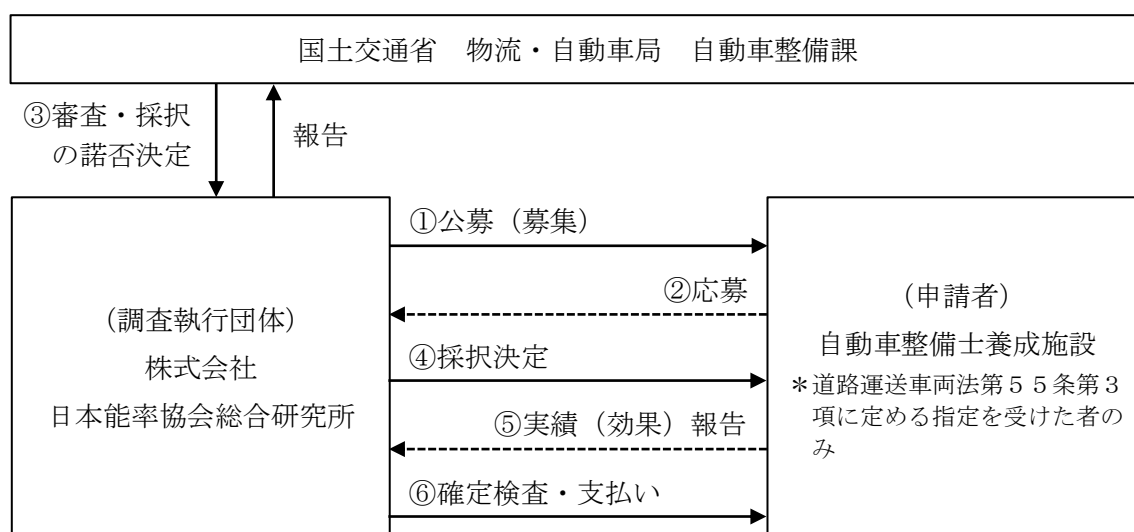 国土交通省　物流・自動車局　自動車整備課
③審査・採択
の諾否決定
報告
①公募（募集）
②応募
④採択決定
⑤実績（効果）報告
⑥確定検査・支払い
（調査執行団体）
株式会社
日本能率協会総合研究所
（申請者）
自動車整備士養成施設
＊道路運送車両法第５５条第３
項に定める指定を受けた者の
み